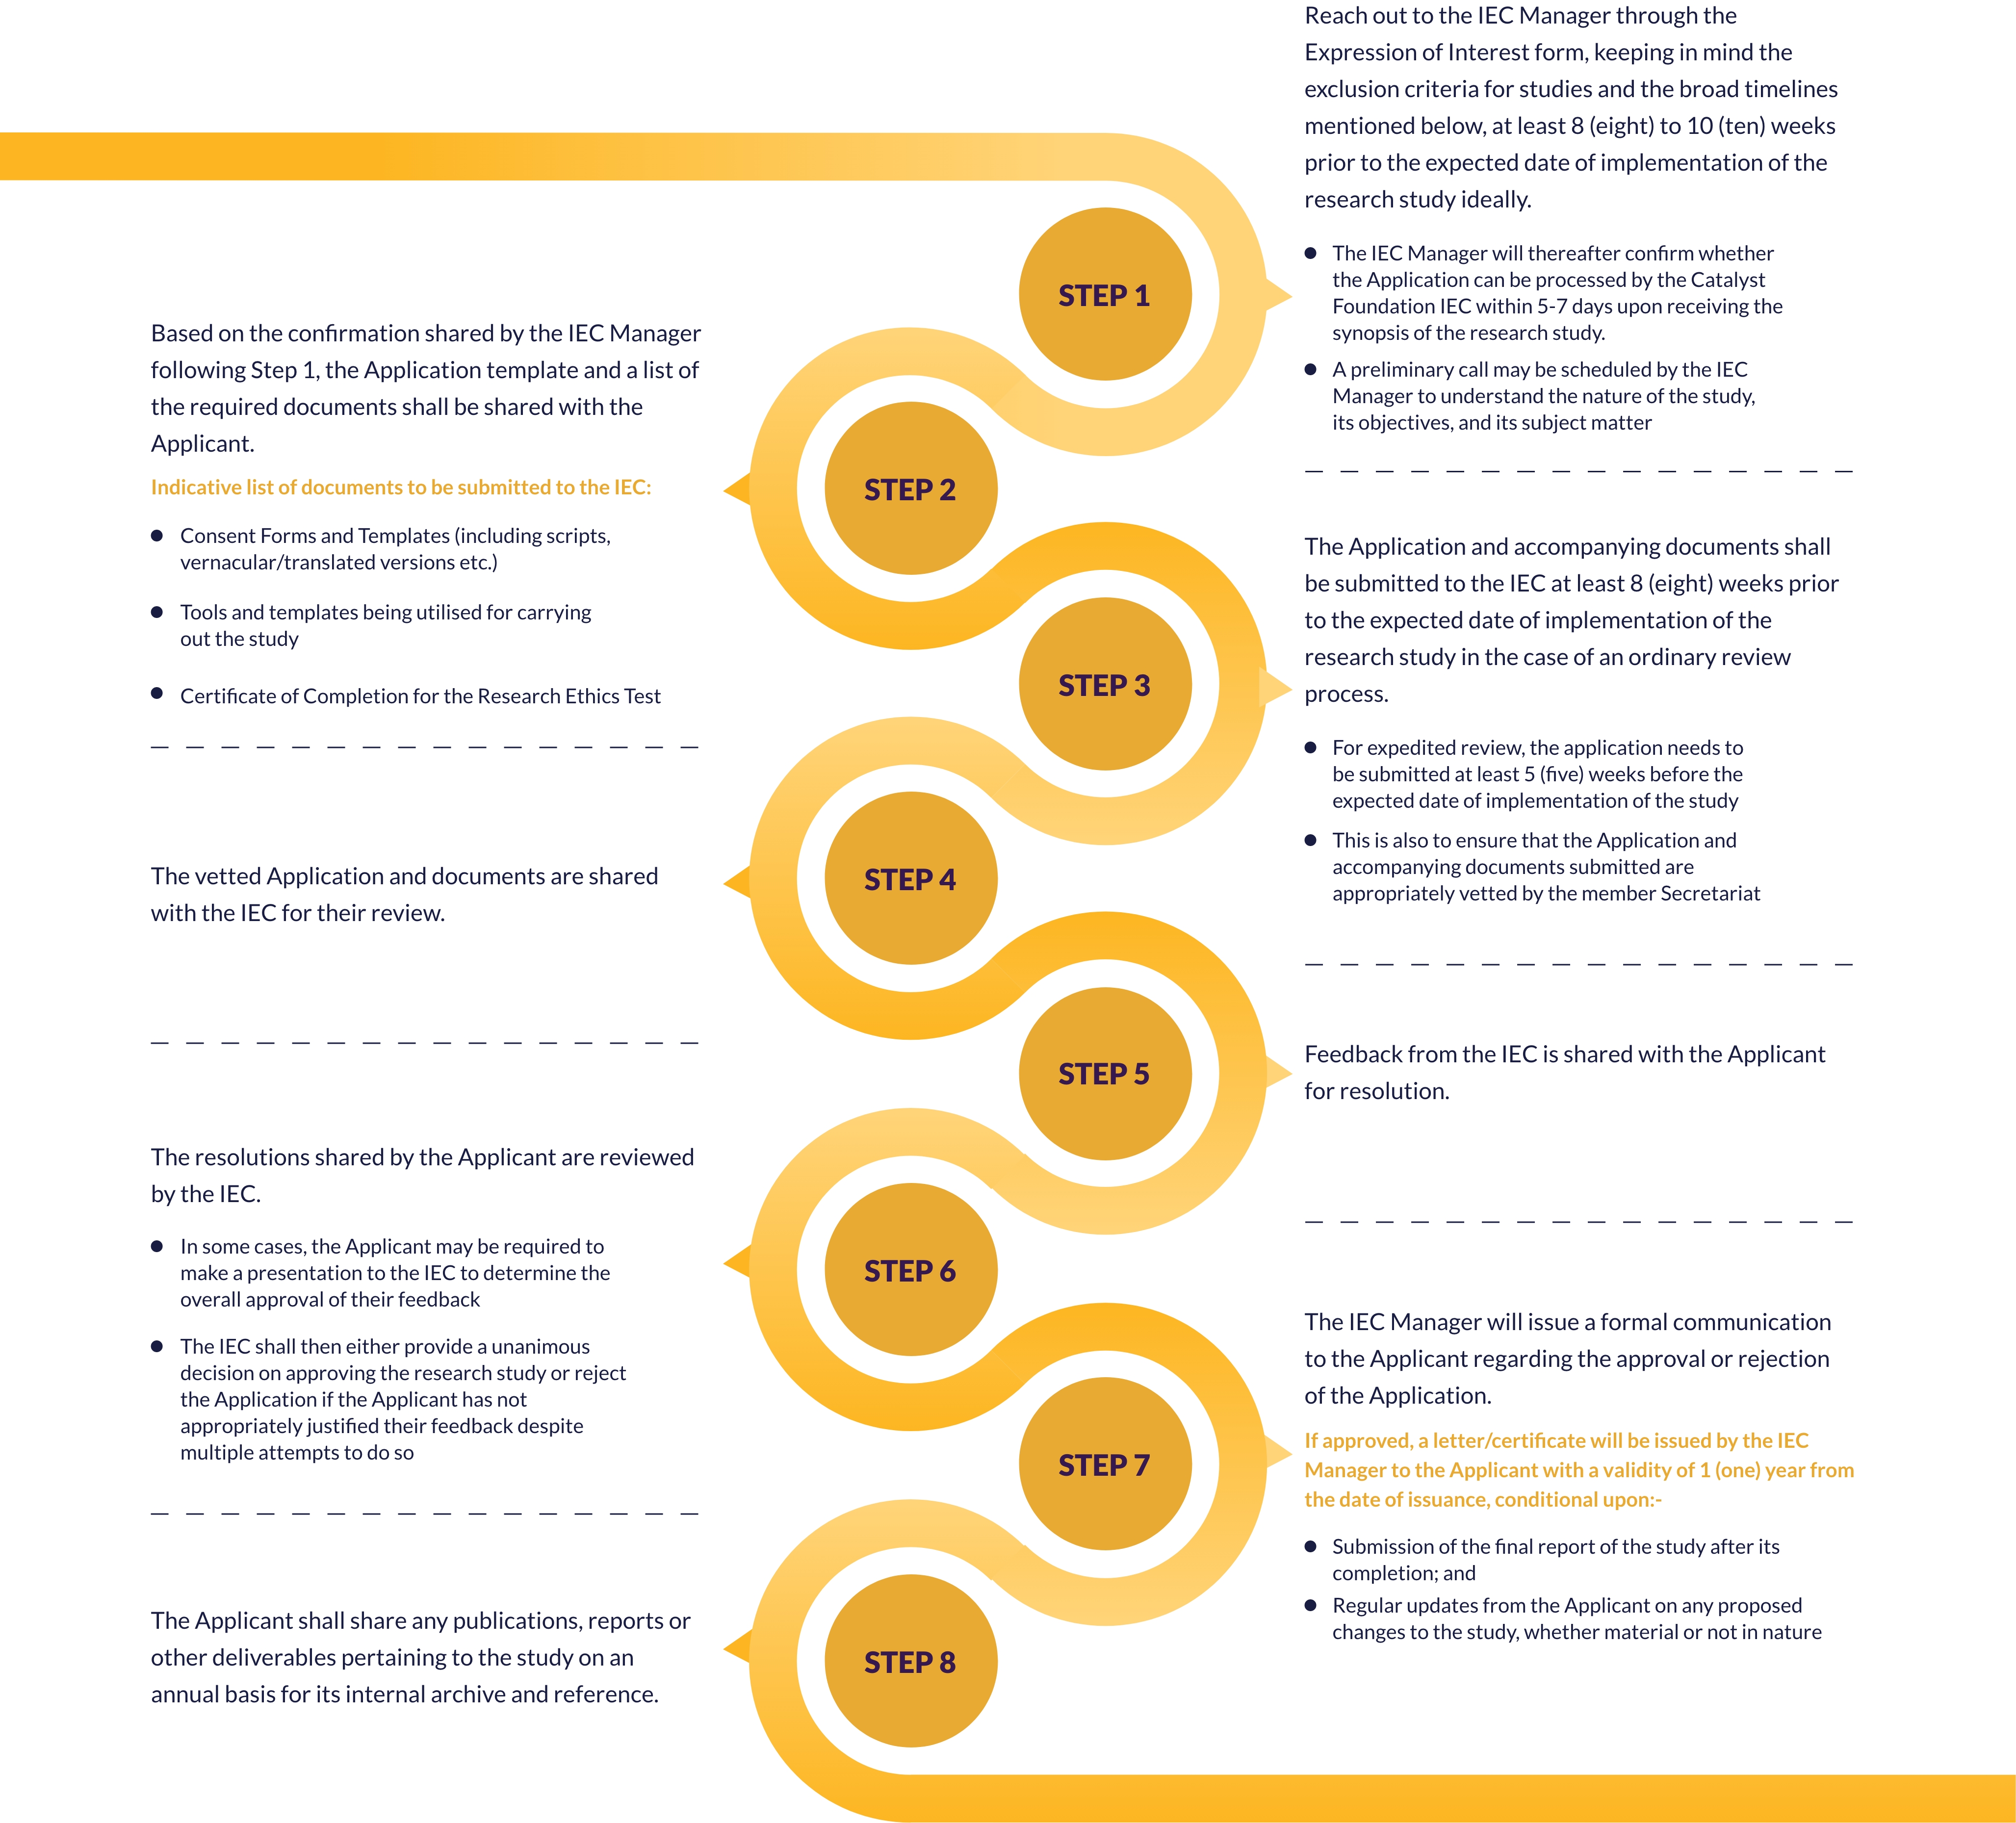 Reach out to the IEC Manager through the
Expression of Interest form, keeping in mind the
exclusion criteria for studies and the broad timelines
mentioned below, at least 8 (eight) to 10 (ten) weeks
prior to the expected date of implementation of the
research study ideally.
The IEC Manager will thereafter confirm whether
the Application can be processed by the Catalyst
Foundation IEC within 5-7 days upon receiving the
synopsis of the research study.
A preliminary call may be scheduled by the IEC
Manager to understand the nature of the study,
its objectives, and its subject matter
STEP 1
Based on the confirmation shared by the IEC Manager
following Step 1, the Application template and a list of
the required documents shall be shared with the
Applicant.
Indicative list of documents to be submitted to the IEC:
Consent Forms and Templates (including scripts,
vernacular/translated versions etc.)
Tools and templates being utilised for carrying
out the study
Certificate of Completion for the Research Ethics Test
STEP 2
The Application and accompanying documents shall
be submitted to the IEC at least 8 (eight) weeks prior
to the expected date of implementation of the
research study in the case of an ordinary review
process.
For expedited review, the application needs to
be submitted at least 5 (five) weeks before the
expected date of implementation of the study
This is also to ensure that the Application and
accompanying documents submitted are
appropriately vetted by the member Secretariat
STEP 3
The vetted Application and documents are shared
with the IEC for their review.
STEP 4
Feedback from the IEC is shared with the Applicant
for resolution.
STEP 5
The resolutions shared by the Applicant are reviewed
by the IEC.
In some cases, the Applicant may be required to
make a presentation to the IEC to determine the
overall approval of their feedback
The IEC shall then either provide a unanimous
decision on approving the research study or reject
the Application if the Applicant has not
appropriately justified their feedback despite
multiple attempts to do so
STEP 6
The IEC Manager will issue a formal communication
to the Applicant regarding the approval or rejection
of the Application.
If approved, a letter/certificate will be issued by the IEC
Manager to the Applicant with a validity of 1 (one) year from
the date of issuance, conditional upon:-
Submission of the final report of the study after its
completion; and
Regular updates from the Applicant on any proposed
changes to the study, whether material or not in nature
STEP 7
The Applicant shall share any publications, reports or
other deliverables pertaining to the study on an
annual basis for its internal archive and reference.
STEP 8